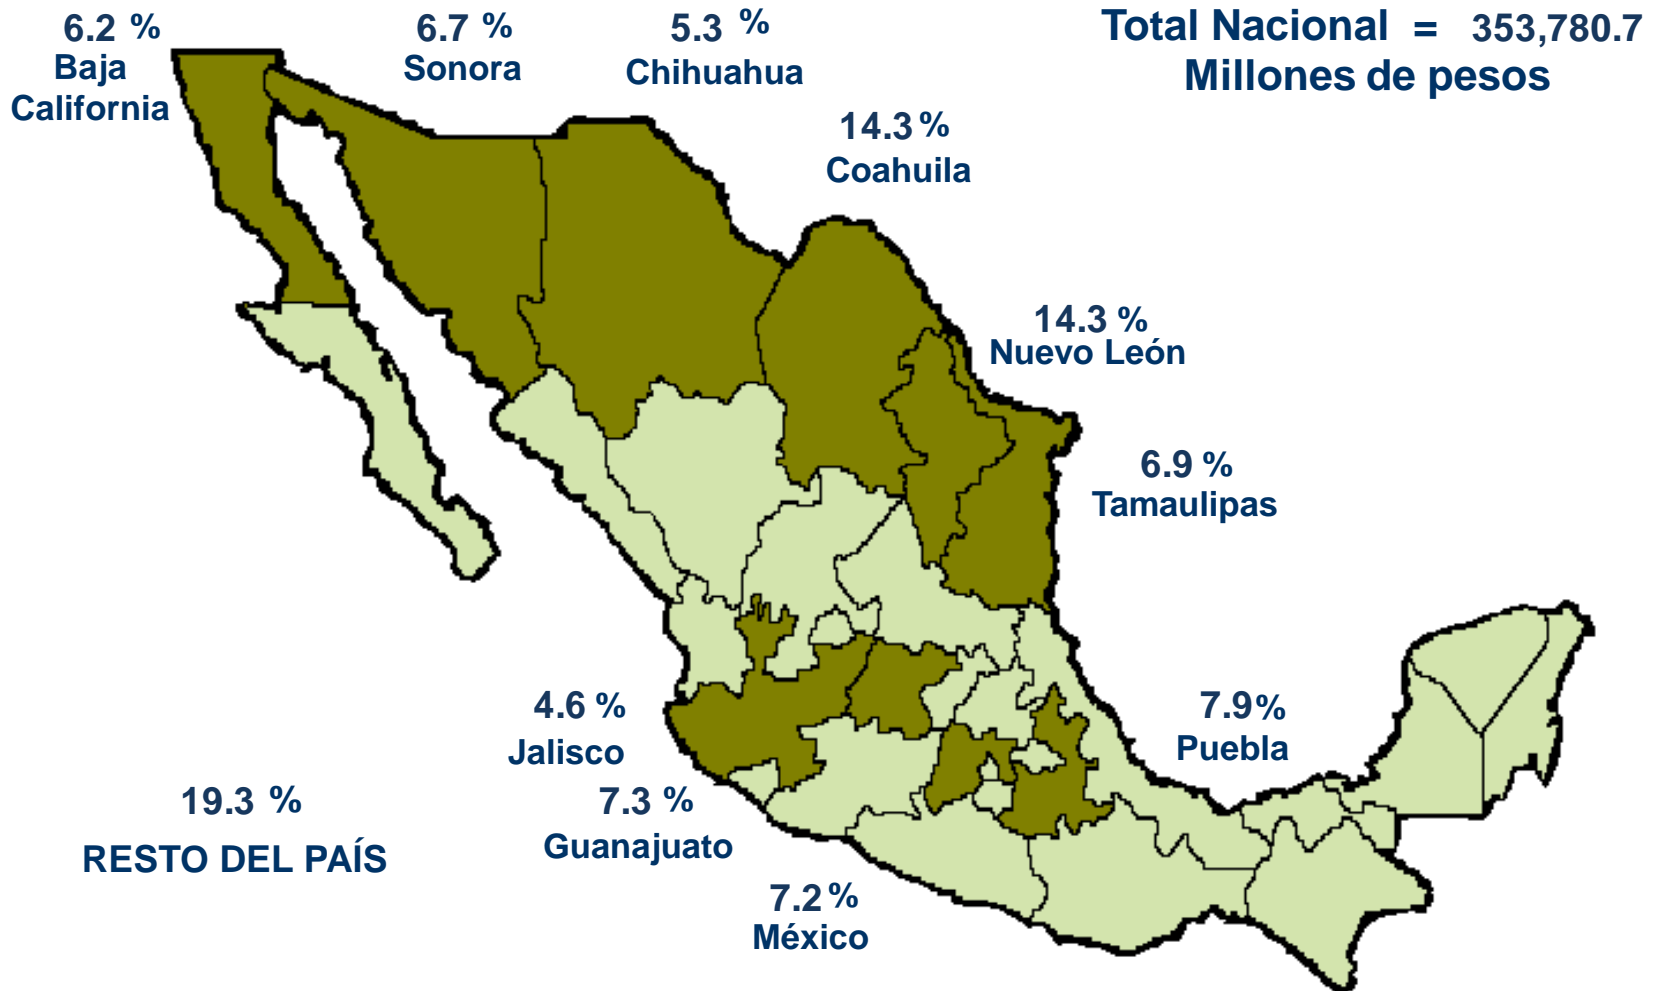 6.2 %
Baja
California
6.7 %
Sonora
5.3 %
Chihuahua
Total Nacional = 353,780.7
Millones de pesos
14.3 %
Coahuila
14.3 %
Nuevo León
6.9 %
Tamaulipas
4.6 %
Jalisco
7.9%
Puebla
19.3 %
RESTO DEL PAÍS
7.3 %
Guanajuato
7.2 %
México